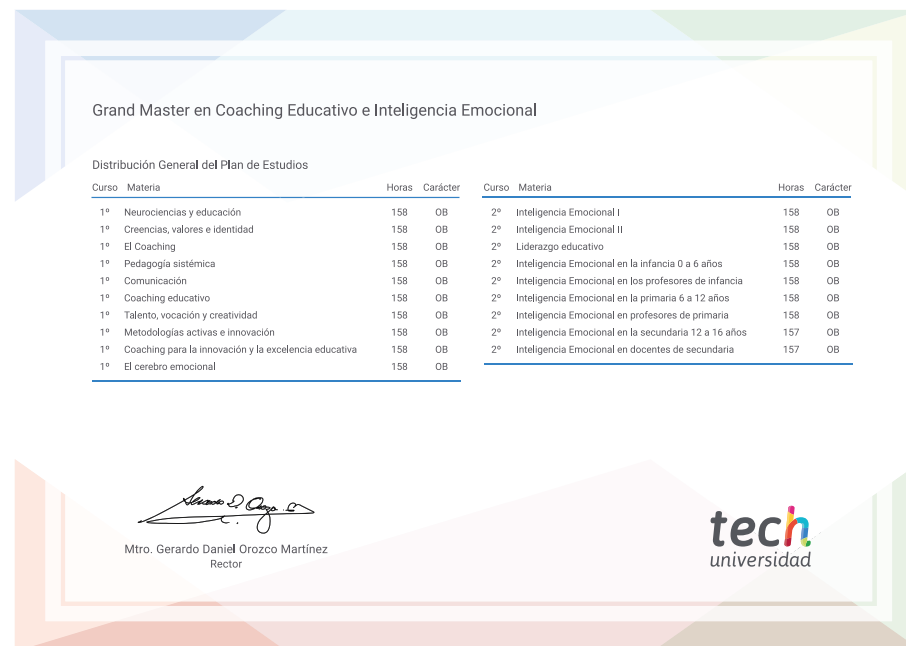 Grand Master en Coaching Educativo e Inteligencia Emocional
Distribución General del Plan de Estudios
Curso Materia Horas Carácter
1º Neurociencias y educación 158 OB
1º Creencias, valores e identidad 158 OB
1º El Coaching 158 OB
1º Pedagogía sistémica 158 OB
1º Comunicación 158 OB
1º Coaching educativo 158 OB
1º Talento, vocación y creatividad 158 OB
1º Metodologías activas e innovación 158 OB
1º Coaching para la innovación y la excelencia educativa 158 OB
1º El cerebro emocional 158 OB
Curso Materia Horas Carácter
2º Inteligencia Emocional I 158 OB
2º Inteligencia Emocional II 158 OB
2º Liderazgo educativo 158 OB
2º Inteligencia Emocional en la infancia 0 a 6 años 158 OB
2º Inteligencia Emocional en los profesores de infancia 158 OB
2º Inteligencia Emocional en la primaria 6 a 12 años 158 OB
2º Inteligencia Emocional en profesores de primaria 158 OB
2º Inteligencia Emocional en la secundaria 12 a 16 años 157 OB
2º Inteligencia Emocional en docentes de secundaria 157 OB
Mtro. Gerardo Daniel Orozco Martínez
Rector
tech
universidad